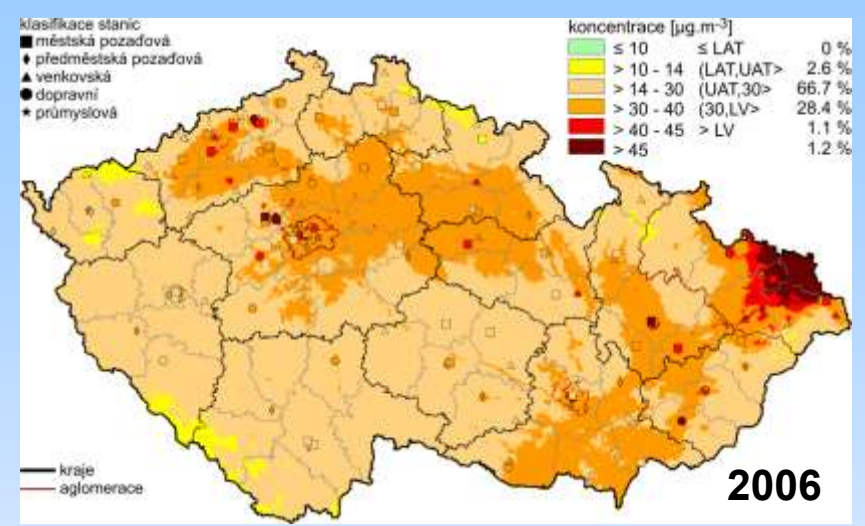 klasifikace stanic
městská pozaďová
předměstská pozaďová
venkovská
dopravní
průmyslová
koncentrace [µg.m-3]
≤ 10 ≤ LAT 0 %
> 10 - 14 (LAT,UAT> 2.6 %
> 14 - 30 (UAT,30> 66.7 %
> 30 - 40 (30,LV> 28.4 %
> 40 - 45 > LV 1.1 %
> 45 1.2 %
kraje
aglomerace
2006